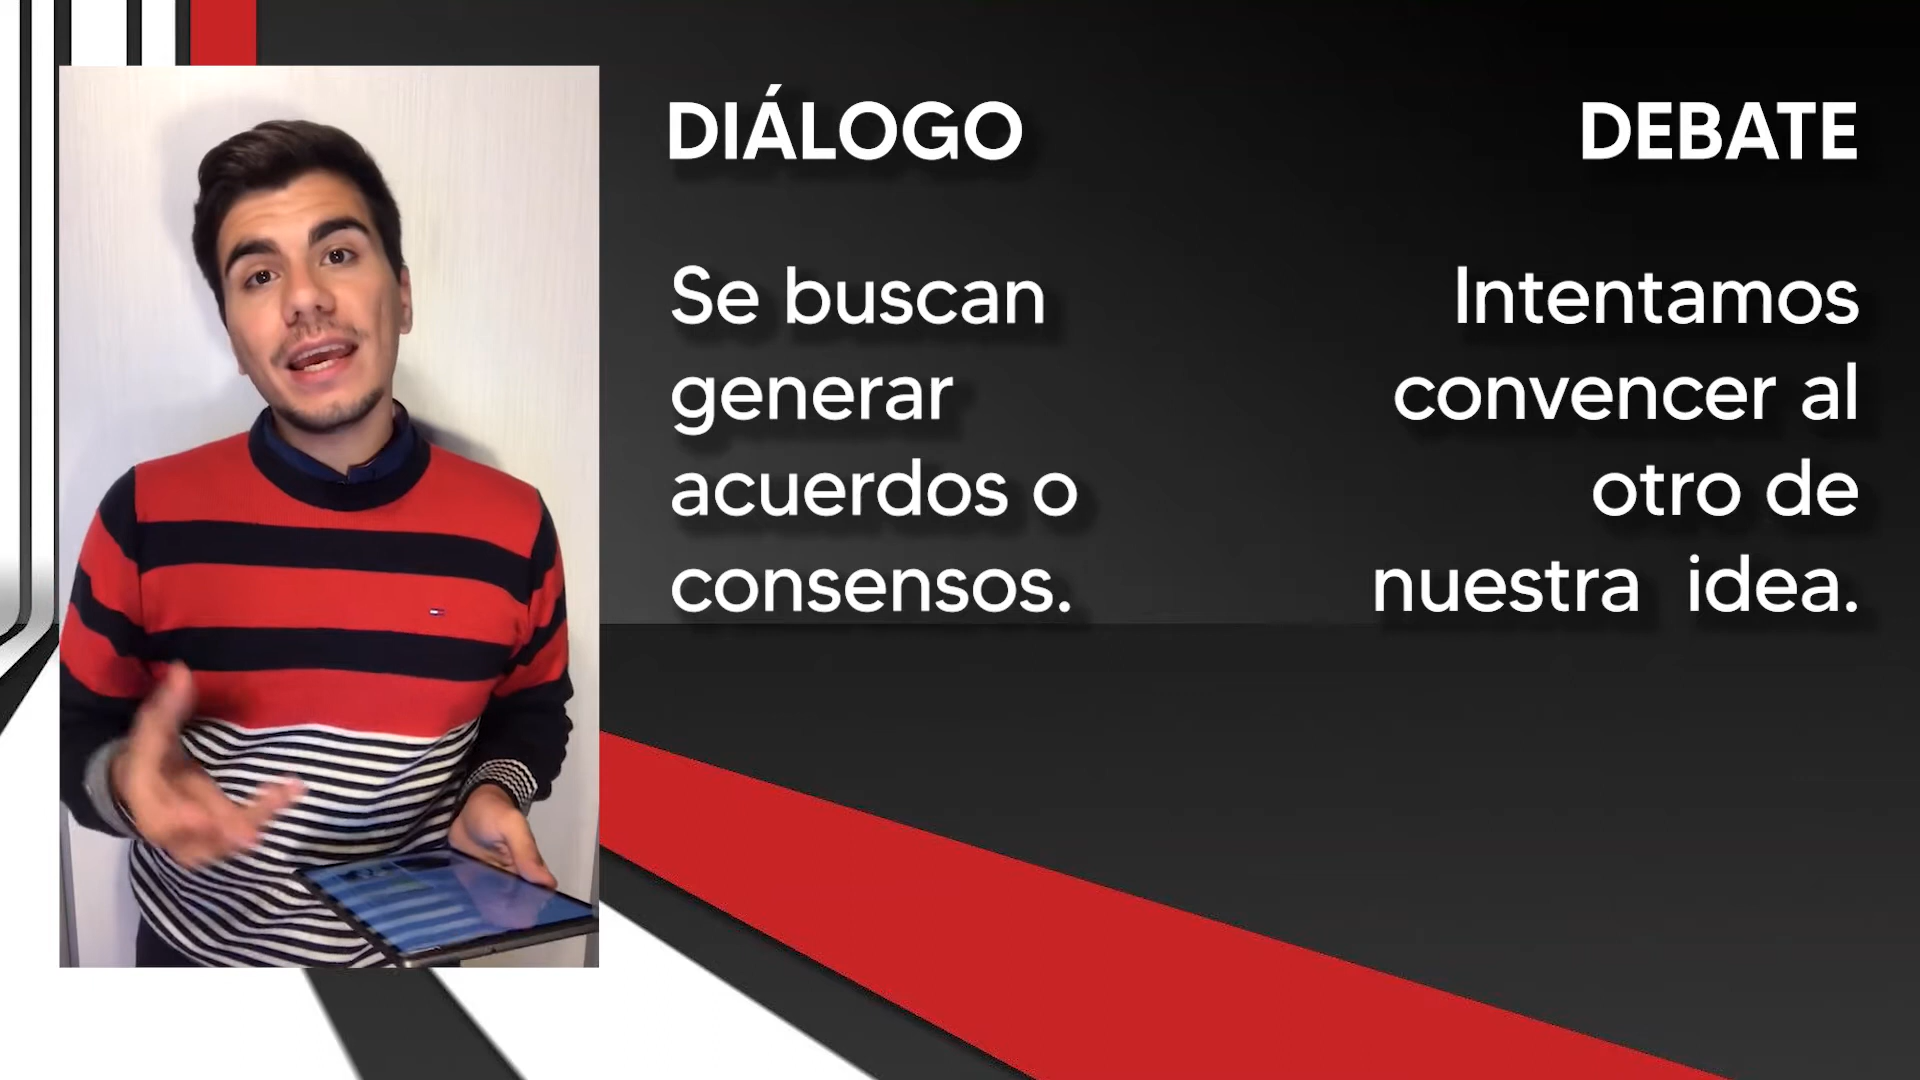 DIÁLOGO
Se buscan
generar
acuerdos o
consensos.
DEBATE
Intentamos
convencer al
otro de
nuestra idea.